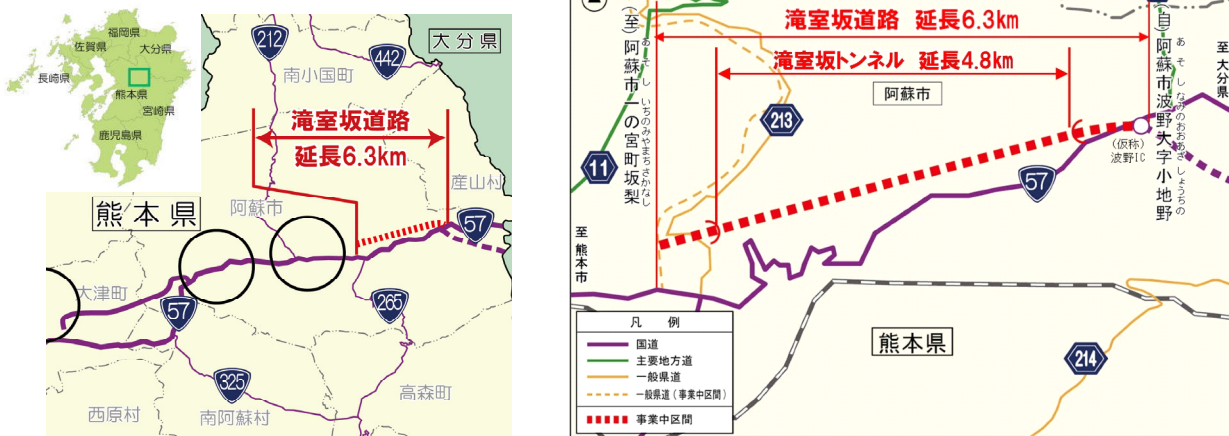 福岡県
佐賀県
大分県
長崎県
熊本県
宮崎県
鹿児島県
212
442
大分県
南小国町
滝室坂道路
延長6.3km
産山村
熊本県
阿蘇市
57
大津町
57
265
325
高森町
西原村
南阿蘇村
滝室坂道路 延長6.3km
滝室坂トンネル 延長4.8km
(至)阿蘇市一の宮町坂梨
あそしいちのみやまちさかなし
(自)阿蘇市波野大字小地野
あそしなみのおおあざしょうちの
至 大分県
阿蘇市
213
11
(仮称)
波野IC
57
至 熊本市
熊本県
214
凡 例
国道
主要地方道
一般県道
一般県道(事業中区間)
事業中区間